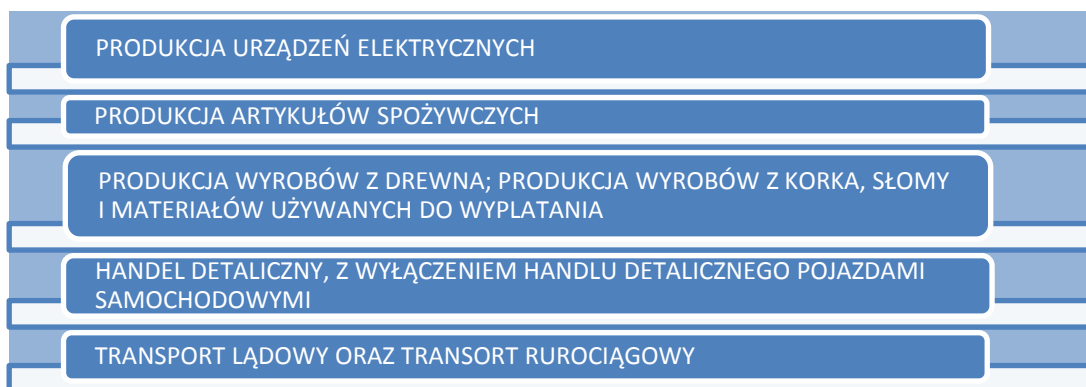 PRODUKCJA URZĄDZEŃ ELEKTRYCZNYCH
PRODUKCJA ARTYKUŁÓW SPOŻYWCZYCH
PRODUKCJA WYROBÓW Z DREWNA; PRODUKCJA WYROBÓW Z KORKA, SŁOMY
I MATERIAŁÓW UŻYWANYCH DO WYPLATANIA
HANDEL DETALICZNY, Z WYŁĄCZENIEM HANDLU DETALICZNEGO POJAZDAMI
SAMOCHODOWYMI
TRANSPORT LĄDOWY ORAZ TRANSORT RUROCIĄGOWY